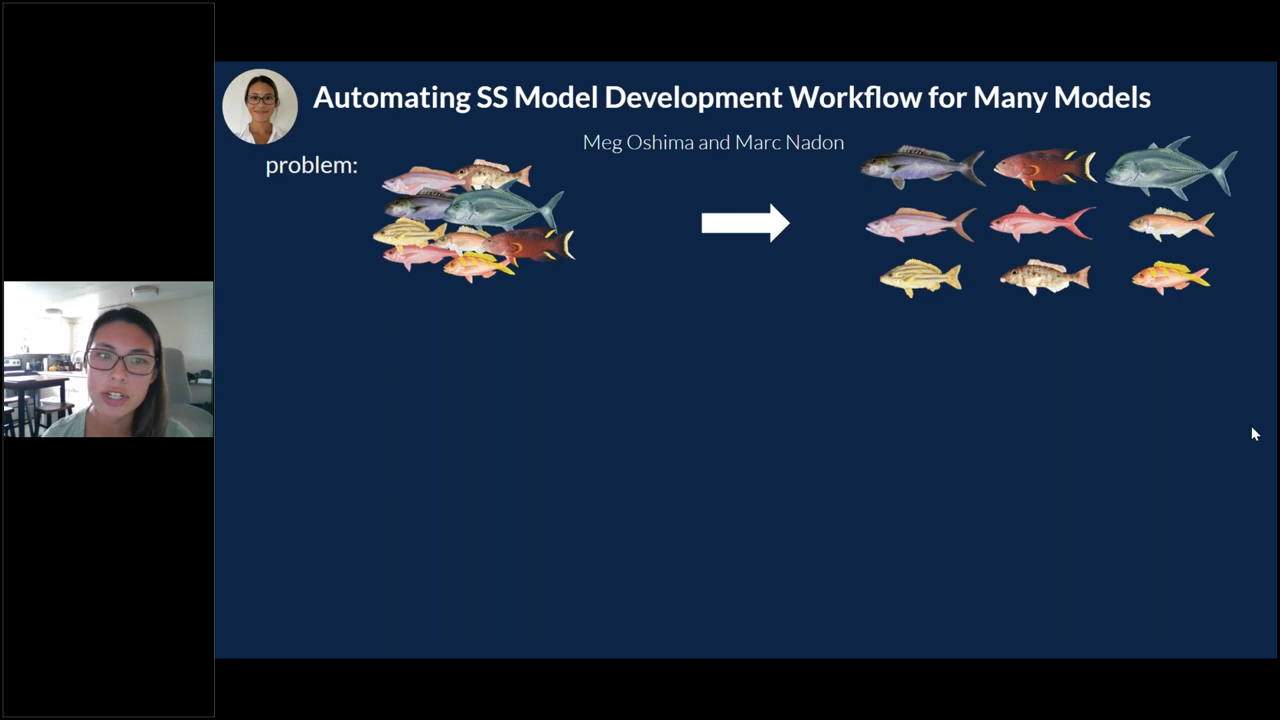 Automating SS Model Development Workflow for Many Models
Meg Oshima and Marc Nadon
problem: